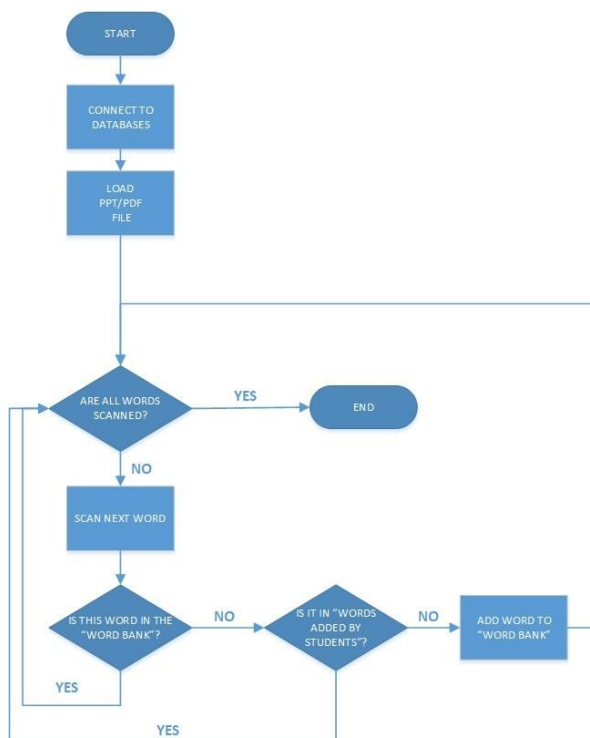 START
CONNECT TO
DATABASES
LOAD
PPT/PDF
FILE
ARE ALL WORDS
SCANNED?
YES
END
NO
SCAN NEXT WORD
IS THIS WORD IN THE
“WORD BANK”?
NO
IS IT IN “WORDS
ADDED BY
STUDENTS”?
NO
ADD WORD TO
“WORD BANK”
YES
YES